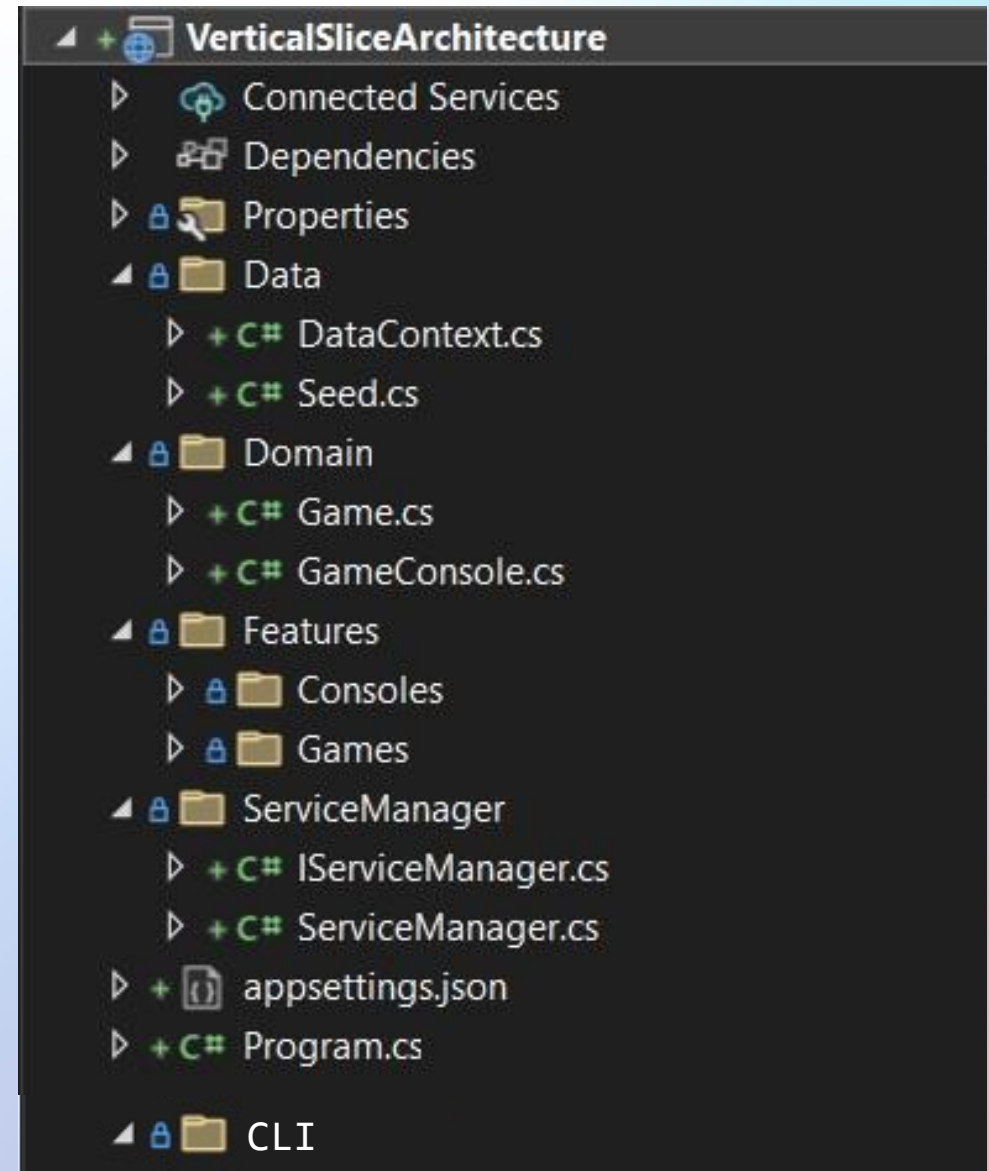 VerticalSliceArchitecture
Connected Services
Dependencies
Properties
Data
C# DataContext.cs
C# Seed.cs
Domain
C# Game.cs
C# GameConsole.cs
Features
Consoles
Games
ServiceManager
C# IServiceManager.cs
C# ServiceManager.cs
appsettings.json
C# Program.cs
CLI